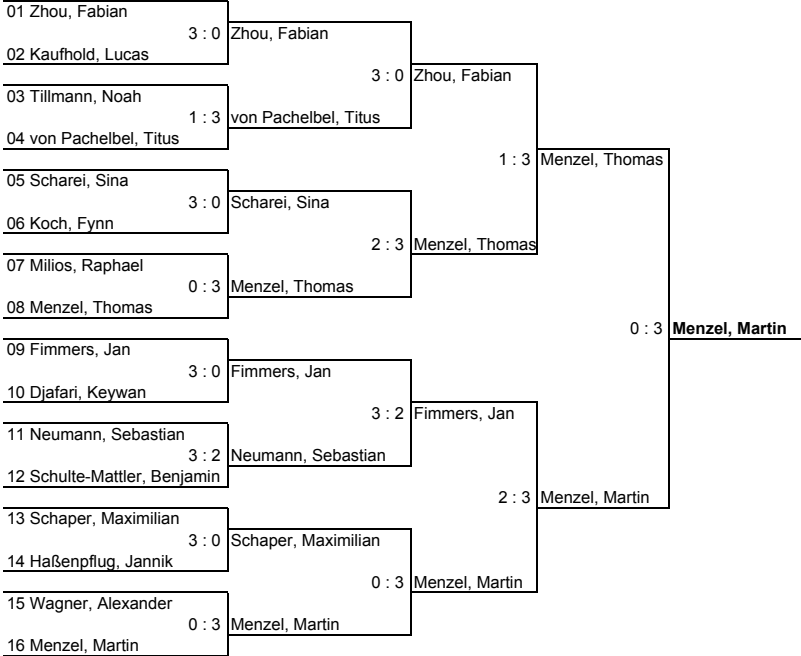 01 Zhou, Fabian
3 : 0 Zhou, Fabian
02 Kaufhold, Lucas
3 : 0 Zhou, Fabian
03 Tillmann, Noah
1 : 3 von Pachelbel, Titus
04 von Pachelbel, Titus
1 : 3 Menzel, Thomas
05 Scharei, Sina
3 : 0 Scharei, Sina
06 Koch, Fynn
2 : 3 Menzel, Thomas
07 Milios, Raphael
0 : 3 Menzel, Thomas
08 Menzel, Thomas
0 : 3 Menzel, Martin
09 Fimmers, Jan
3 : 0 Fimmers, Jan
10 Djafari, Keywan
3 : 2 Fimmers, Jan
11 Neumann, Sebastian
3 : 2 Neumann, Sebastian
12 Schulte-Mattler, Benjamin
2 : 3 Menzel, Martin
13 Schaper, Maximilian
3 : 0 Schaper, Maximilian
14 Haßenpflug, Jannik
0 : 3 Menzel, Martin
15 Wagner, Alexander
0 : 3 Menzel, Martin
16 Menzel, Martin